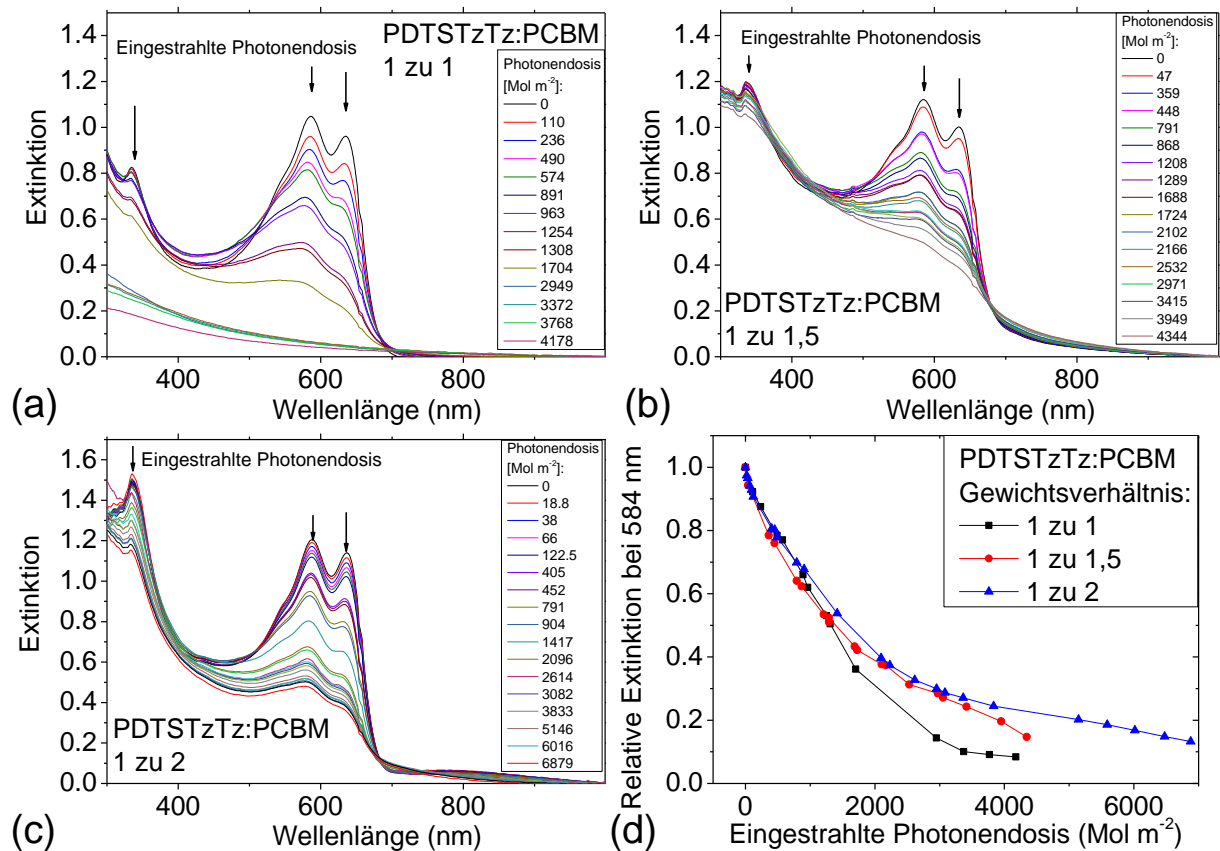 PDTSTzTz:PCBM
1 zu 1
Eingestrahlte Photonendosis
Photonendosis
[Mol m-2]:
0
110
236
490
574
891
963
1254
1308
1704
2949
3372
3768
4178
1.4
1.2
1.0
0.8
0.6
0.4
0.2
0.0
Extinktion
400 600 800
Wellenlänge (nm)
(a)
Eingestrahlte Photonendosis
Photonendosis
[Mol m-2]:
0
47
359
448
791
868
1208
1289
1688
1724
2102
2166
2532
2971
3415
3949
4344
1.4
1.2
1.0
0.8
0.6
0.4
0.2
0.0
Extinktion
PDTSTzTz:PCBM
1 zu 1,5
400 600 800
Wellenlänge (nm)
(b)
Eingestrahlte Photonendosis
Photonendosis
[Mol m-2]:
0
18.8
38
66
122.5
405
452
791
904
1417
2096
2614
3082
3833
5146
6016
6879
1.6
1.4
1.2
1.0
0.8
0.6
0.4
0.2
0.0
Extinktion
PDTSTzTz:PCBM
1 zu 2
400 600 800
Wellenlänge (nm)
(c)
PDTSTzTz:PCBM
Gewichtsverhältnis:
1 zu 1
1 zu 1,5
1 zu 2
1.0
0.8
0.6
0.4
0.2
0.0
Relative Extinktion bei 584 nm
0 2000 4000 6000
Eingestrahlte Photonendosis (Mol m-2)
(d)